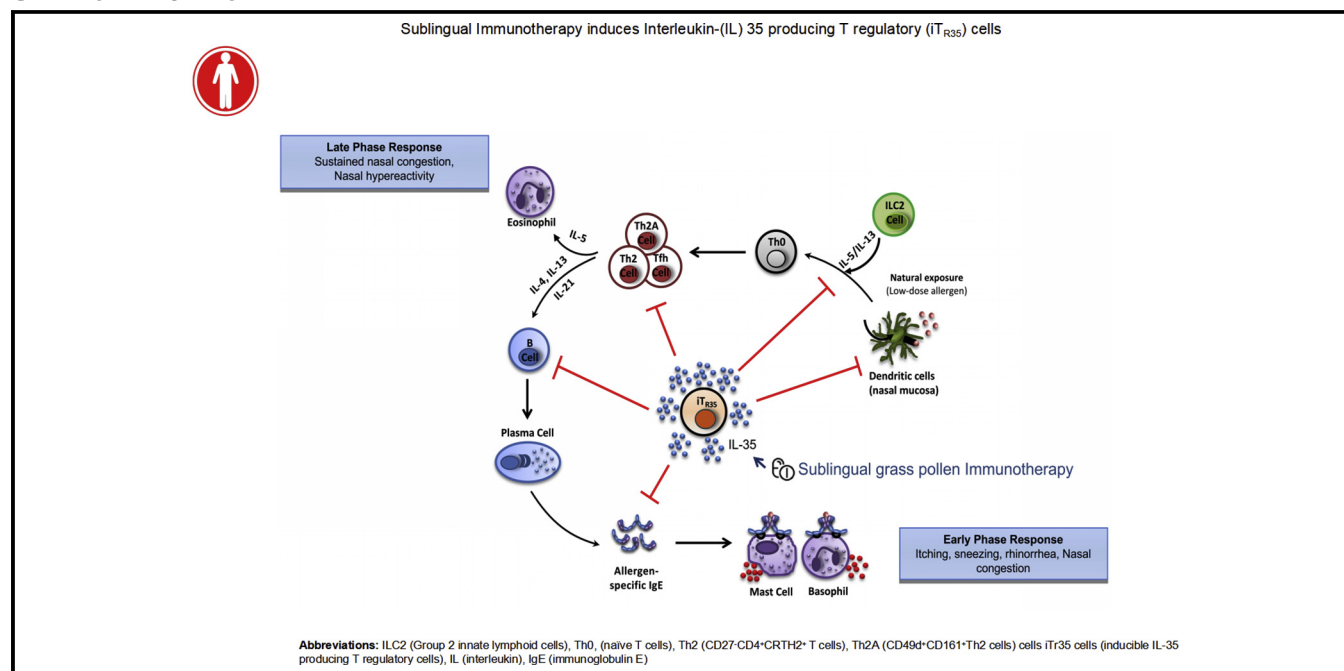 Sublingual Immunotherapy induces Interleukin-(IL) 35 producing T regulatory (iTR35) cells
Late Phase Response
Sustained nasal congestion,
Nasal hypereactivity
Eosinophil
IL-5
IL-4, IL-13
IL-21
Th2A
Cell
Th2
Cell
Tfh
Cell
Th0
ILC2
Cell
IL-5/IL-13
Natural exposure
(Low-dose allergen)
Dendritic cells
(nasal mucosa)
B
Cell
iTR35
IL-35
Plasma Cell
Sublingual grass pollen Immunotherapy
Allergen-
specific IgE
Mast Cell
Basophil
Early Phase Response
Itching, sneezing, rhinorrhea, Nasal
congestion
Abbreviations: ILC2 (Group 2 innate lymphoid cells), Th0, (naïve T cells), Th2 (CD27-CD4+CRTH2+ T cells), Th2A (CD49d+CD161+Th2 cells) cells iTr35 cells (inducible IL-35
producing T regulatory cells), IL (interleukin), IgE (immunoglobulin E)